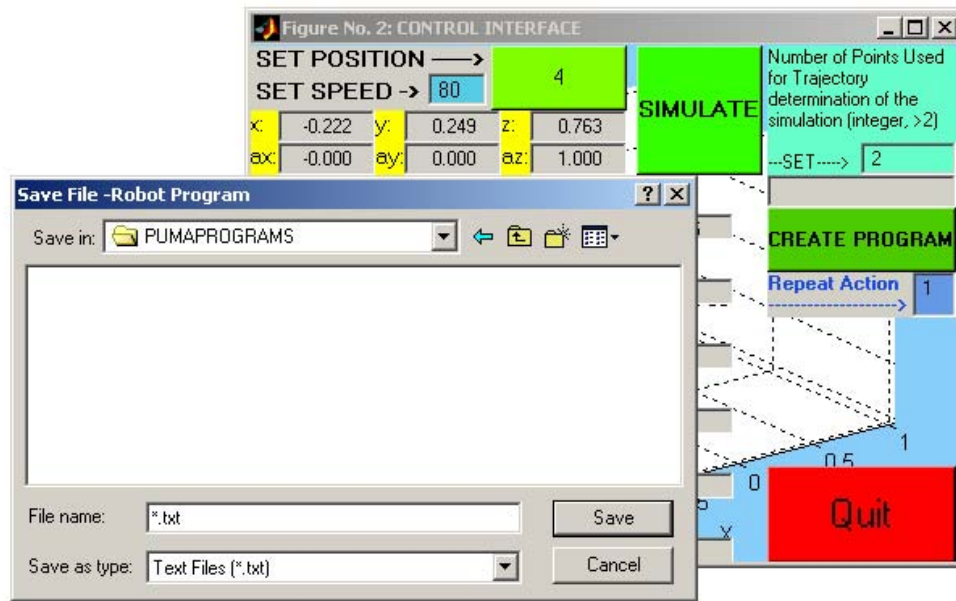 Figure No. 2: CONTROL INTERFACE
SET POSITION ---->
4
SET SPEED -> 80
SIMULATE
Number of Points Used
for Trajectory
determination of the
simulation (integer, >2)
x: -0.222 y: 0.249 z: 0.763
ax: -0.000 ay: 0.000 az: 1.000
---SET-----> 2
CREATE PROGRAM
Repeat Action
-------------------> 1
1
0.5
0
X
Quit
Save File -Robot Program
Save in: PUMAPROGRAMS
File name: *.txt
Save
Save as type: Text Files (*.txt)
Cancel